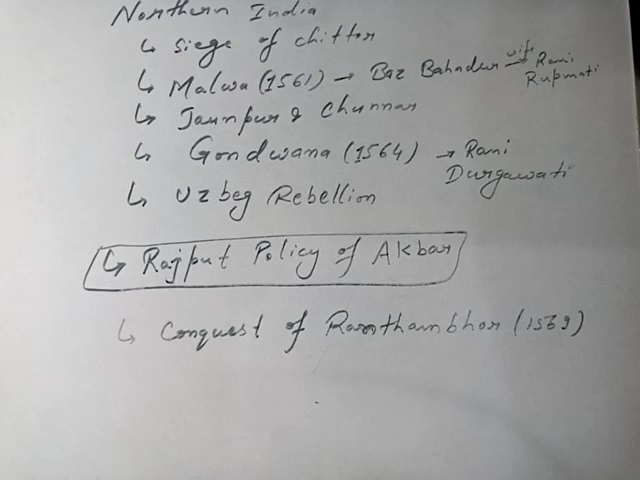 Northern India
↳ siege of chittor
↳ Malwa (1561) → Baz Bahadur wife → Rani Rupmati
↳ Jaunpur & Chunnar
↳ Gondwana (1564) → Rani Durgawati
↳ Uzbeg Rebellion
↳ Rajput Policy of Akbar
↳ Conquest of Ranthambhor (1569)